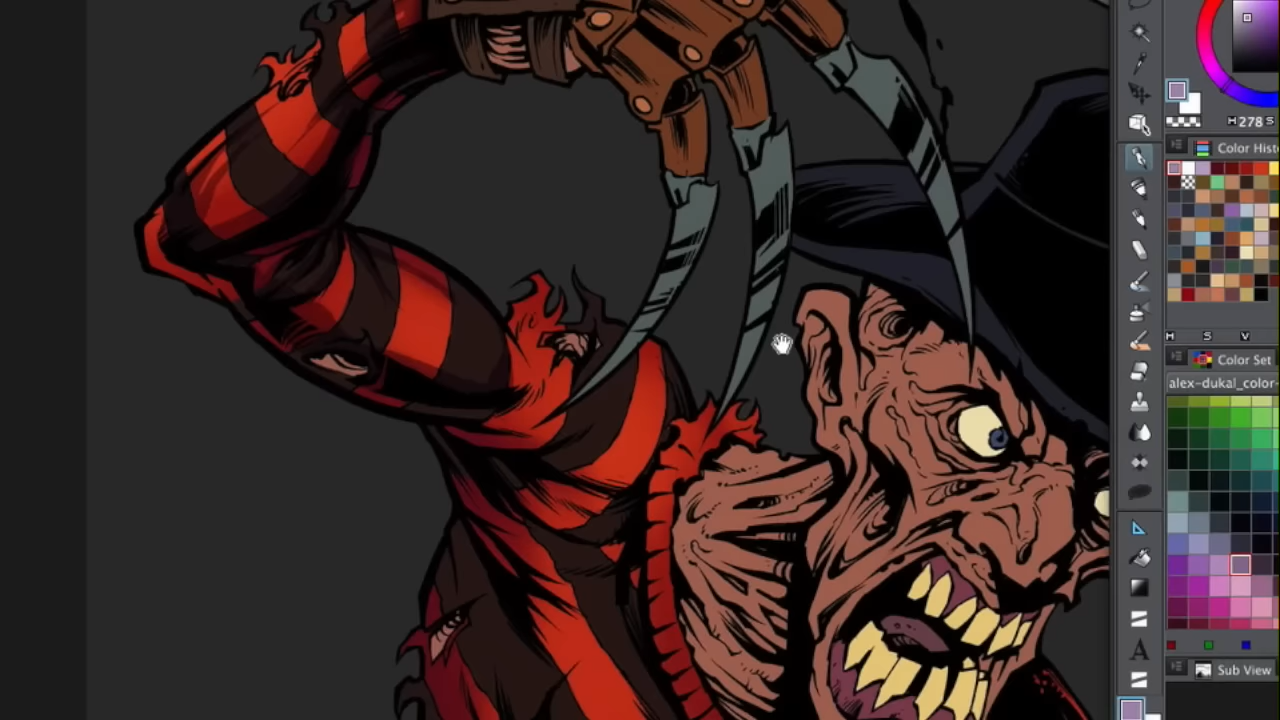 H 278 S
Color Hist
H S V
Color Set
alex-dukal_color
Sub View
A